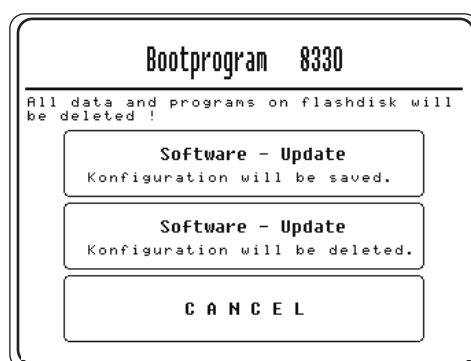 Bootprogram 8330
All data and programs on flashdisk will
be deleted !
Software - Update
Konfiguration will be saved.
Software - Update
Konfiguration will be deleted.
C A N C E L